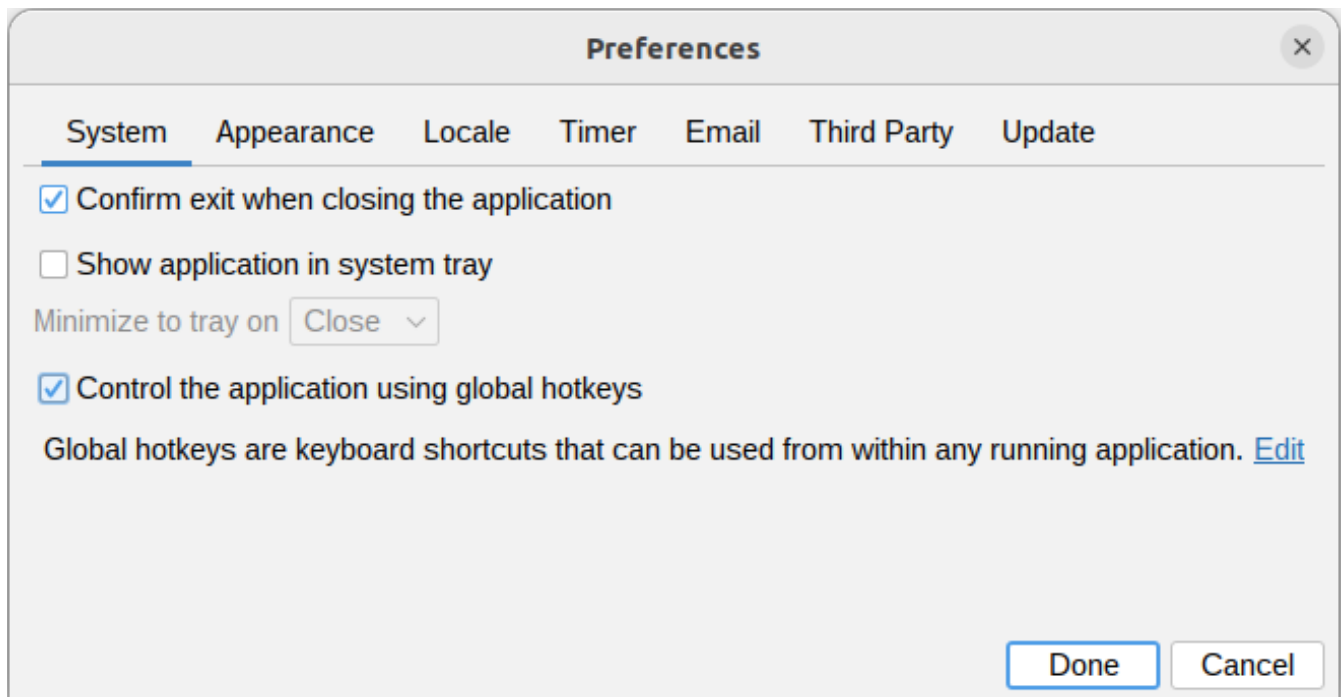 Preferences
System Appearance Locale Timer Email Third Party Update
Confirm exit when closing the application
Show application in system tray
Minimize to tray on Close
Control the application using global hotkeys
Global hotkeys are keyboard shortcuts that can be used from within any running application. Edit
Done Cancel